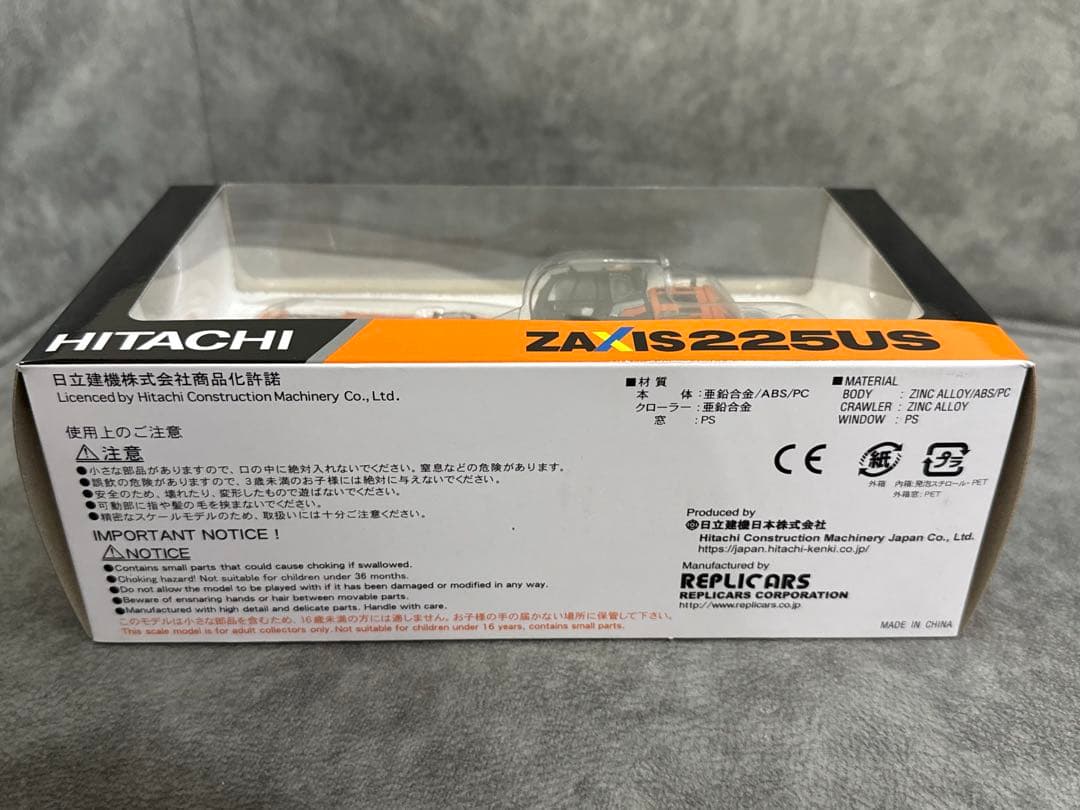 HITACHI
ZAXIS225US
日立建機株式会社商品化許諾
Licenced by Hitachi Construction Machinery Co., Ltd.
使用上のご注意
⚠注意
●小さな部品がありますので、口の中に絶対入れないでください。窒息などの危険があります。
●誤飲の危険がありますので、3歳未満のお子様には絶対に与えないでください。
●安全のため、壊れたり、変形したもので遊ばないでください。
●可動部に指や髪の毛を挟まないでください。
●精密なスケールモデルのため、取扱いには十分ご注意ください。
IMPORTANT NOTICE !
⚠NOTICE
●Contains small parts that could cause choking if swallowed.
●Choking hazard! Not suitable for children under 36 months.
●Do not allow the model to be played with if it has been damaged or modified in any way.
●Beware of ensnaring hands or hair between movable parts.
●Manufactured with high detail and delicate parts. Handle with care.
このモデルは小さな部品を含むため、16歳未満の方には適しません。お子様の手の届かない場所に保管して下さい。
This scale model is for adult collectors only. Not suitable for children under 16 years, contains small parts.
■材質
本　体：亜鉛合金/ABS/PC
クローラー：亜鉛合金
窓　：PS
■MATERIAL
BODY : ZINC ALLOY/ABS/PC
CRAWLER : ZINC ALLOY
WINDOW : PS
CE
紙
外箱
プラ
内箱：発泡スチロール・PET
外箱窓：PET
Produced by
日立建機日本株式会社
Hitachi Construction Machinery Japan Co., Ltd.
https://japan.hitachi-kenki.co.jp/
Manufactured by
REPLICARS
REPLICARS CORPORATION
http://www.replicars.co.jp
MADE IN CHINA